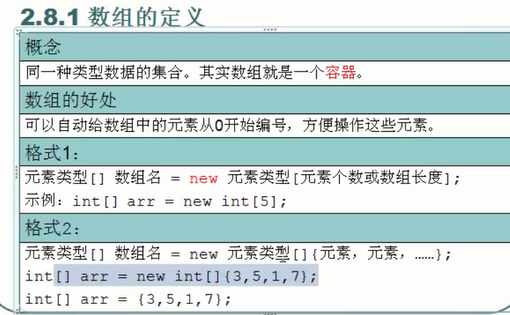 2.8.1 数组的定义
概念
同一种类型数据的集合。其实数组就是一个容器。
数组的好处
可以自动给数组中的元素从0开始编号，方便操作这些元素。
格式1：
元素类型[] 数组名 = new 元素类型[元素个数或数组长度];
示例：int[] arr = new int[5];
格式2：
元素类型[] 数组名 = new 元素类型[]{元素，元素，……};
int[] arr = new int[]{3,5,1,7};
int[] arr = {3,5,1,7};